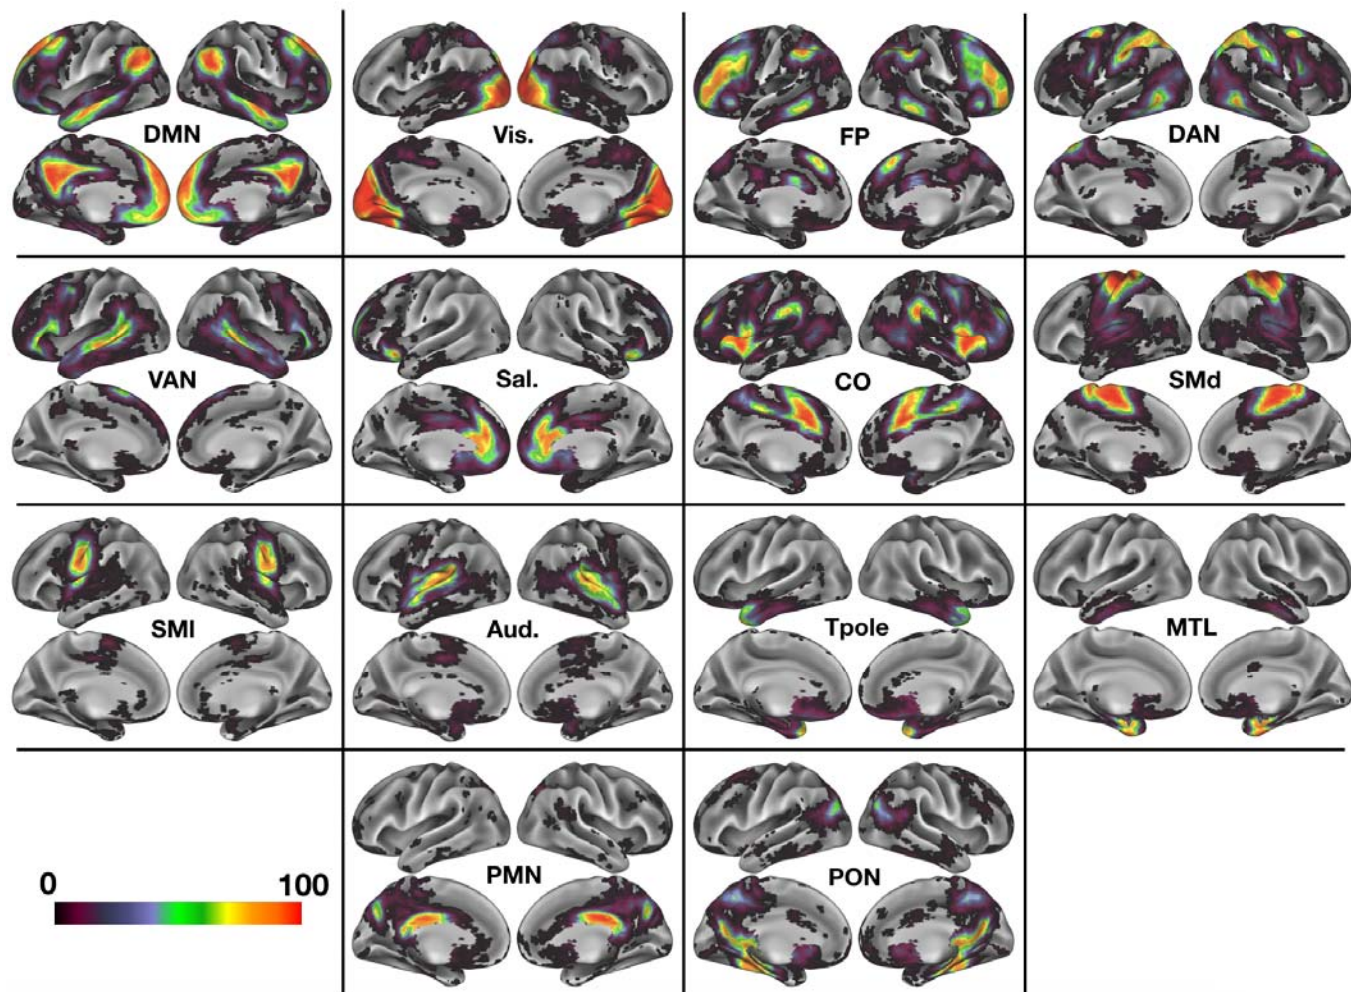 DMN
Vis.
FP
DAN
VAN
Sal.
CO
SMd
SMl
Aud.
Tpole
MTL
0 100
PMN
PON